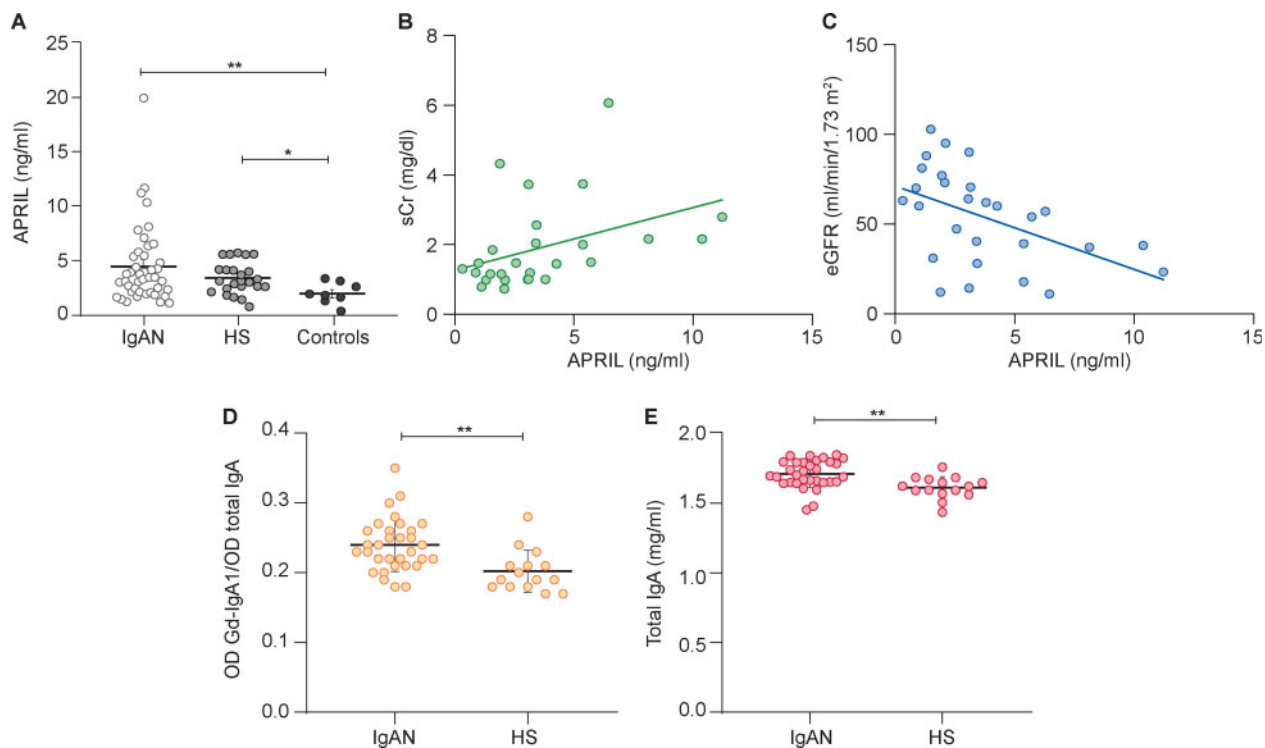 A
25
20
15
10
5
0
APRIL (ng/ml)
**
*
IgAN
HS
Controls
B
8
6
4
2
0
sCr (mg/dl)
0
5
10
15
APRIL (ng/ml)
C
150
100
50
0
eGFR (ml/min/1.73 m²)
0
5
10
15
APRIL (ng/ml)
D
0.4
0.3
0.2
0.1
0.0
OD Gd-IgA1/OD total IgA
**
IgAN
HS
E
2.0
1.5
1.0
0.5
0.0
Total IgA (mg/ml)
**
IgAN
HS